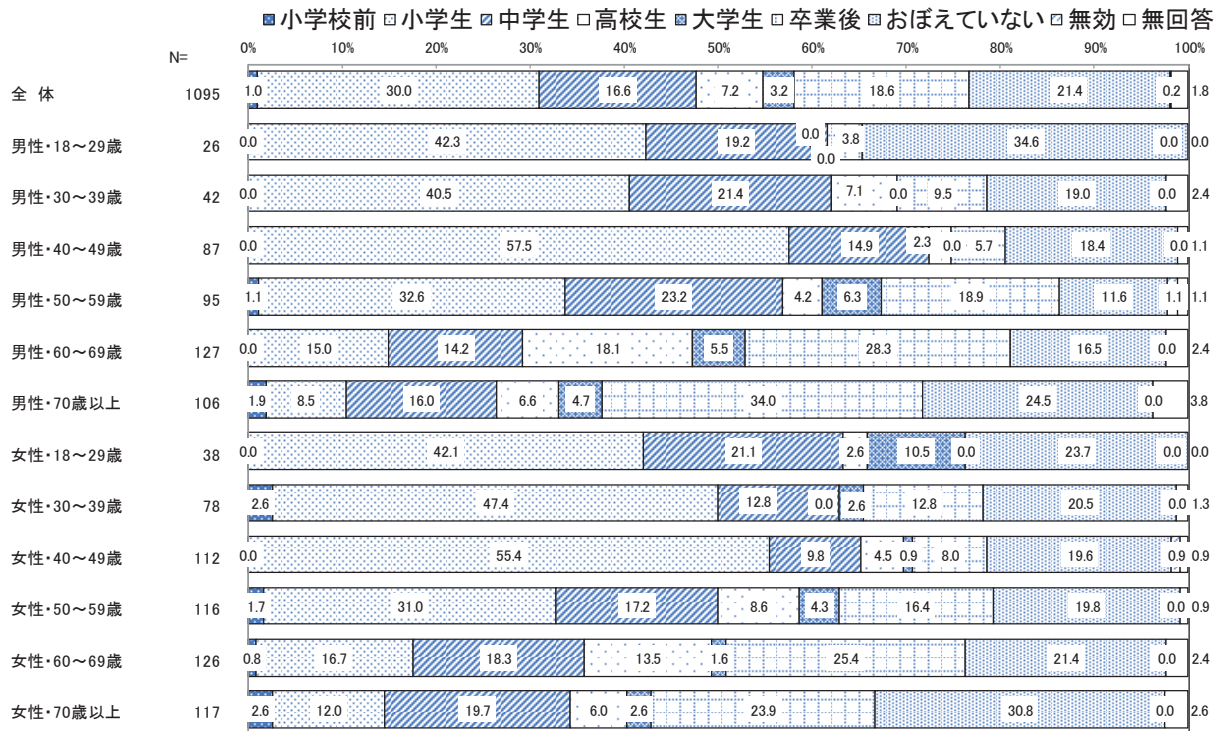 小学校前 小学生 中学生 高校生 大学生 卒業後 おぼえていない 無効 無回答
N= 0% 10% 20% 30% 40% 50% 60% 70% 80% 90% 100%
全 体 1095 1.0 30.0 16.6 7.2 3.2 18.6 21.4 0.2 1.8
男性・18～29歳 26 0.0 42.3 19.2 0.0 0.0 3.8 34.6 0.0 0.0
男性・30～39歳 42 0.0 40.5 21.4 7.1 0.0 9.5 19.0 0.0 2.4
男性・40～49歳 87 0.0 57.5 14.9 2.3 0.0 5.7 18.4 0.0 1.1
男性・50～59歳 95 1.1 32.6 23.2 4.2 6.3 18.9 11.6 1.1 1.1
男性・60～69歳 127 0.0 15.0 14.2 18.1 5.5 28.3 16.5 0.0 2.4
男性・70歳以上 106 1.9 8.5 16.0 6.6 4.7 34.0 24.5 0.0 3.8
女性・18～29歳 38 0.0 42.1 21.1 2.6 10.5 0.0 23.7 0.0 0.0
女性・30～39歳 78 2.6 47.4 12.8 0.0 2.6 12.8 20.5 0.0 1.3
女性・40～49歳 112 0.0 55.4 9.8 4.5 0.9 8.0 19.6 0.9 0.9
女性・50～59歳 116 1.7 31.0 17.2 8.6 4.3 16.4 19.8 0.0 0.9
女性・60～69歳 126 0.8 16.7 18.3 13.5 1.6 25.4 21.4 0.0 2.4
女性・70歳以上 117 2.6 12.0 19.7 6.0 2.6 23.9 30.8 0.0 2.6